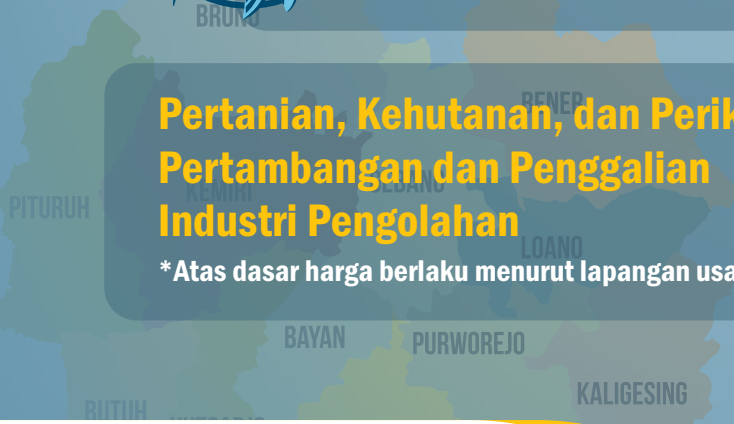 BRUNO
BENER
Pertanian, Kehutanan, dan Perik
Pertambangan dan Penggalian
KEMIRI
PITURUH
Industri Pengolahan
LOANO
*Atas dasar harga berlaku menurut lapangan usa
BAYAN
PURWOREJO
KALIGESING
BUTUH